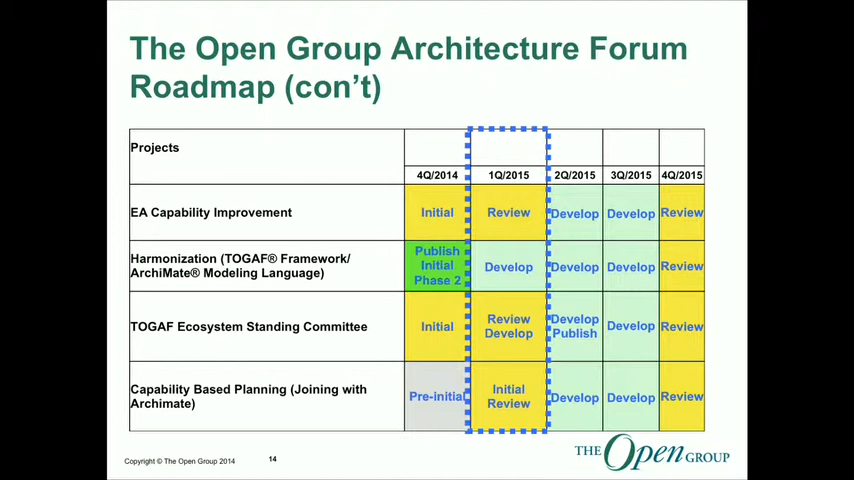 The Open Group Architecture Forum
Roadmap (con't)
Projects
4Q/2014 1Q/2015 2Q/2015 3Q/2015 4Q/2015
EA Capability Improvement
Initial Review Develop Develop Review
Harmonization (TOGAF® Framework/
ArchiMate® Modeling Language)
Publish
Initial
Phase 2
Develop Develop Develop Review
TOGAF Ecosystem Standing Committee
Initial
Review
Develop
Develop
Publish
Develop Review
Capability Based Planning (Joining with
Archimate)
Pre-initial
Initial
Review
Develop Develop Review
Copyright © The Open Group 2014 14
THE Open GROUP